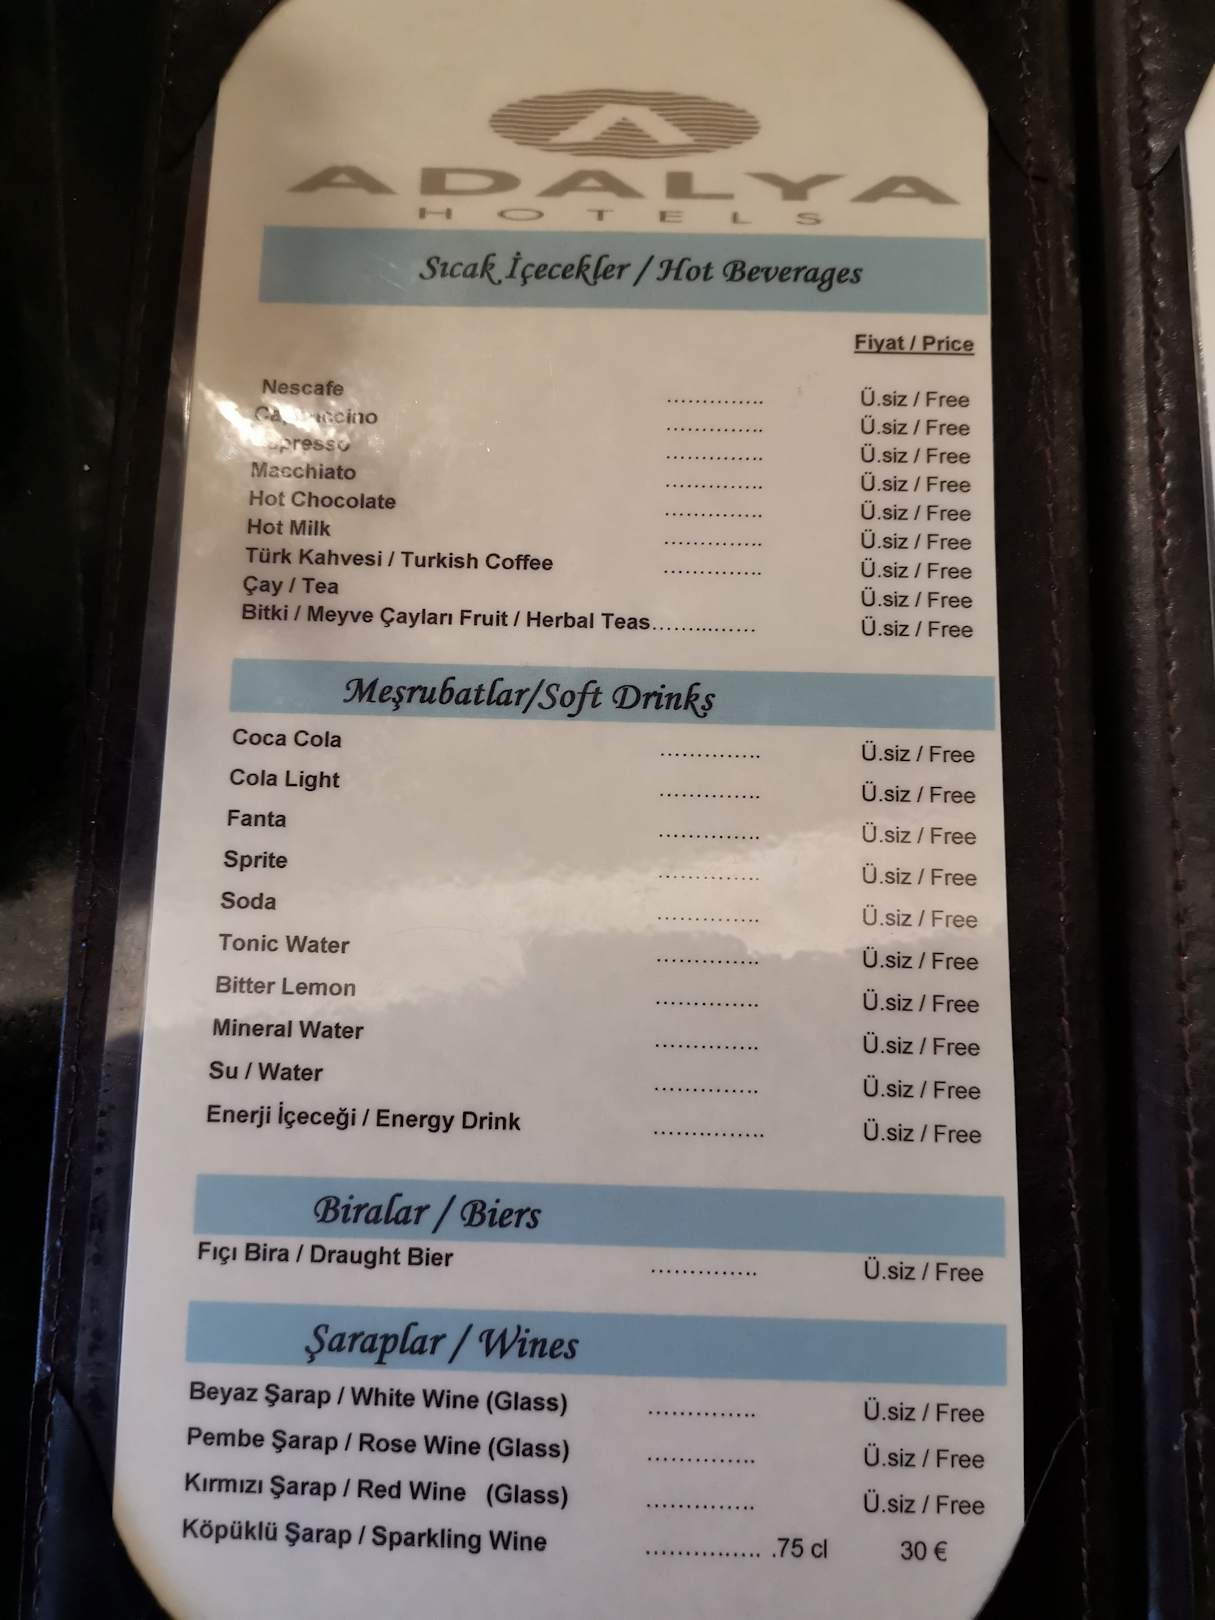 ADALYA
HOTELS
Sıcak İçecekler / Hot Beverages
Fiyat / Price
Nescafe .............. Ü.siz / Free
Cappuccino .............. Ü.siz / Free
Espresso .............. Ü.siz / Free
Macchiato .............. Ü.siz / Free
Hot Chocolate .............. Ü.siz / Free
Hot Milk .............. Ü.siz / Free
Türk Kahvesi / Turkish Coffee .............. Ü.siz / Free
Çay / Tea Ü.siz / Free
Bitki / Meyve Çayları Fruit / Herbal Teas.............. Ü.siz / Free
Meşrubatlar/Soft Drinks
Coca Cola .............. Ü.siz / Free
Cola Light .............. Ü.siz / Free
Fanta .............. Ü.siz / Free
Sprite .............. Ü.siz / Free
Soda .............. Ü.siz / Free
Tonic Water .............. Ü.siz / Free
Bitter Lemon .............. Ü.siz / Free
Mineral Water .............. Ü.siz / Free
Su / Water .............. Ü.siz / Free
Enerji İçeceği / Energy Drink ............... Ü.siz / Free
Biralar / Biers
Fıçı Bira / Draught Bier .............. Ü.siz / Free
Şaraplar / Wines
Beyaz Şarap / White Wine (Glass) .............. Ü.siz / Free
Pembe Şarap / Rose Wine (Glass) .............. Ü.siz / Free
Kırmızı Şarap / Red Wine (Glass) .............. Ü.siz / Free
Köpüklü Şarap / Sparkling Wine ............... .75 cl 30 €